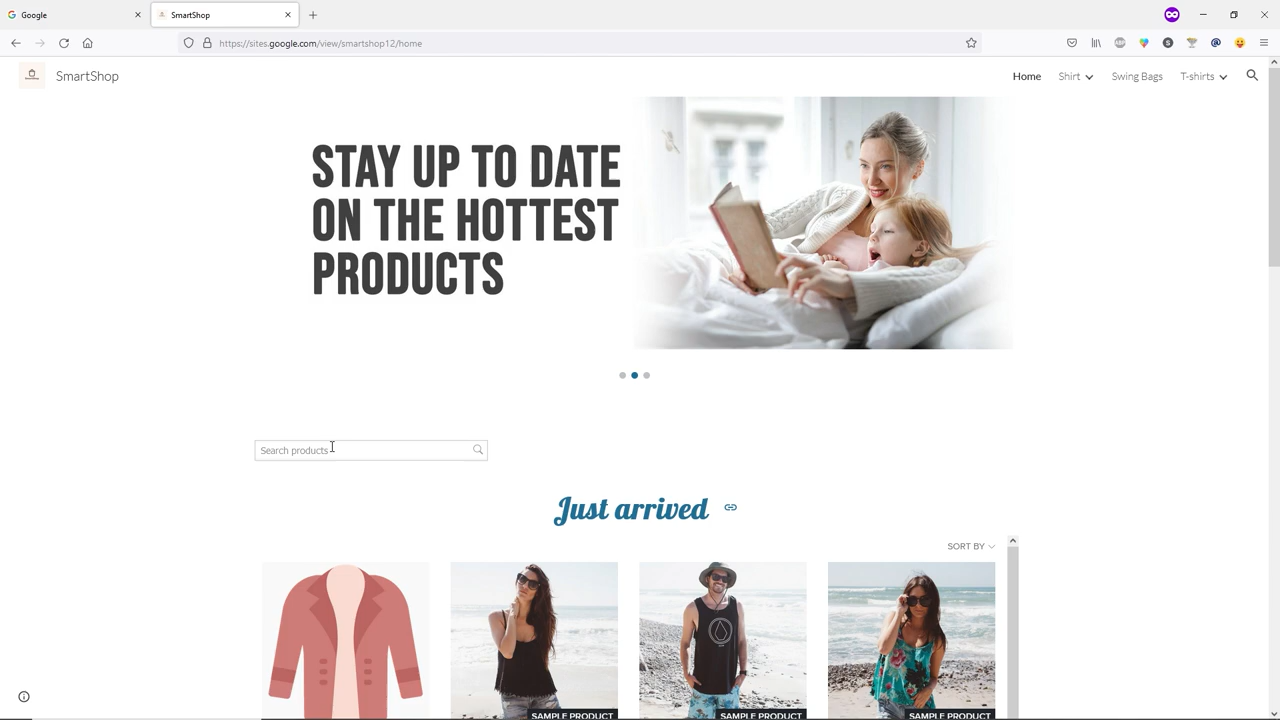 Google
SmartShop
https://sites.google.com/view/smartshop12/home
SmartShop
Home
Shirt
Swing Bags
T-shirts
STAY UP TO DATE
ON THE HOTTEST
PRODUCTS
Search products
Just arrived
SORT BY
SAMPLE PRODUCT
SAMPLE PRODUCT
SAMPLE PRODUCT